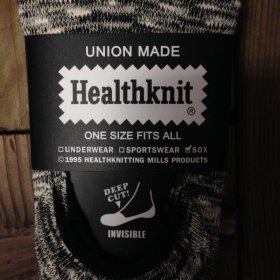 UNION MADE
Healthknit®
ONE SIZE FITS ALL
☐UNDERWEAR ☐SPORTSWEAR ☑SOX
©1995 HEALTHKNITTING MILLS PRODUCTS
DEEP
CUT!
INVISIBLE